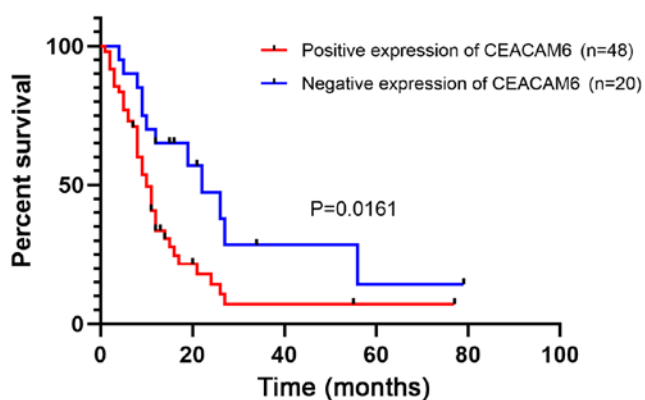 Positive expression of CEACAM6 (n=48)
Negative expression of CEACAM6 (n=20)
P=0.0161
Percent survival
100
50
0
0 20 40 60 80 100
Time (months)